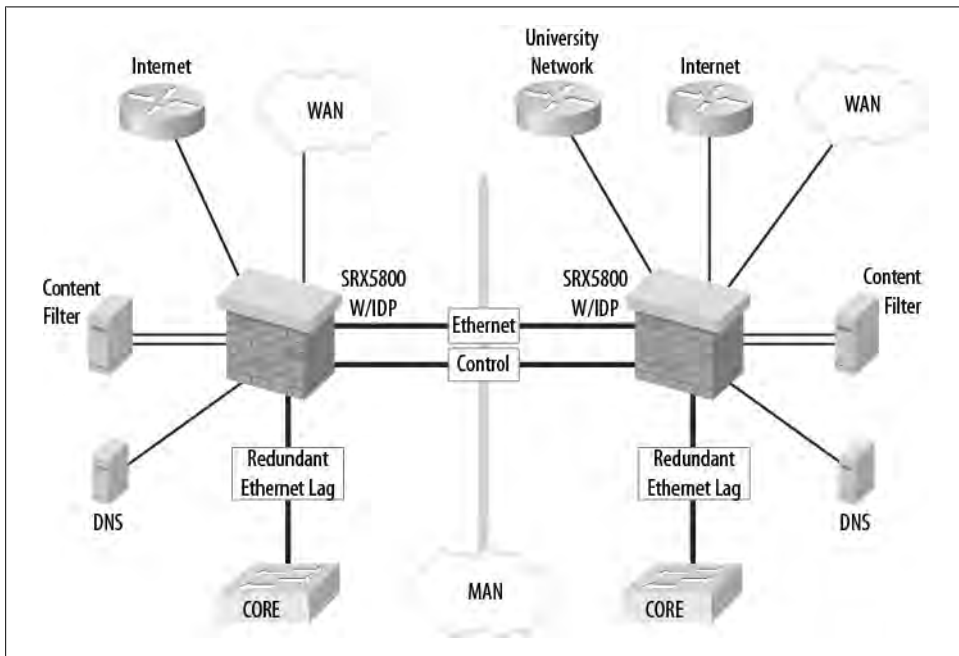 University
Network
Internet
Internet
WAN
WAN
SRX5800
W/IDP
SRX5800
W/IDP
Content
Filter
Content
Filter
Ethernet
Control
Redundant
Ethernet Lag
Redundant
Ethernet Lag
DNS
DNS
CORE
MAN
CORE